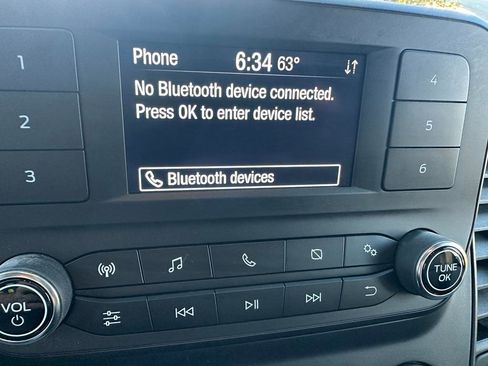 Phone 6:34 63°
No Bluetooth device connected.
Press OK to enter device list.
Bluetooth devices
1
2
3
4
5
6
VOL
TUNE
OK